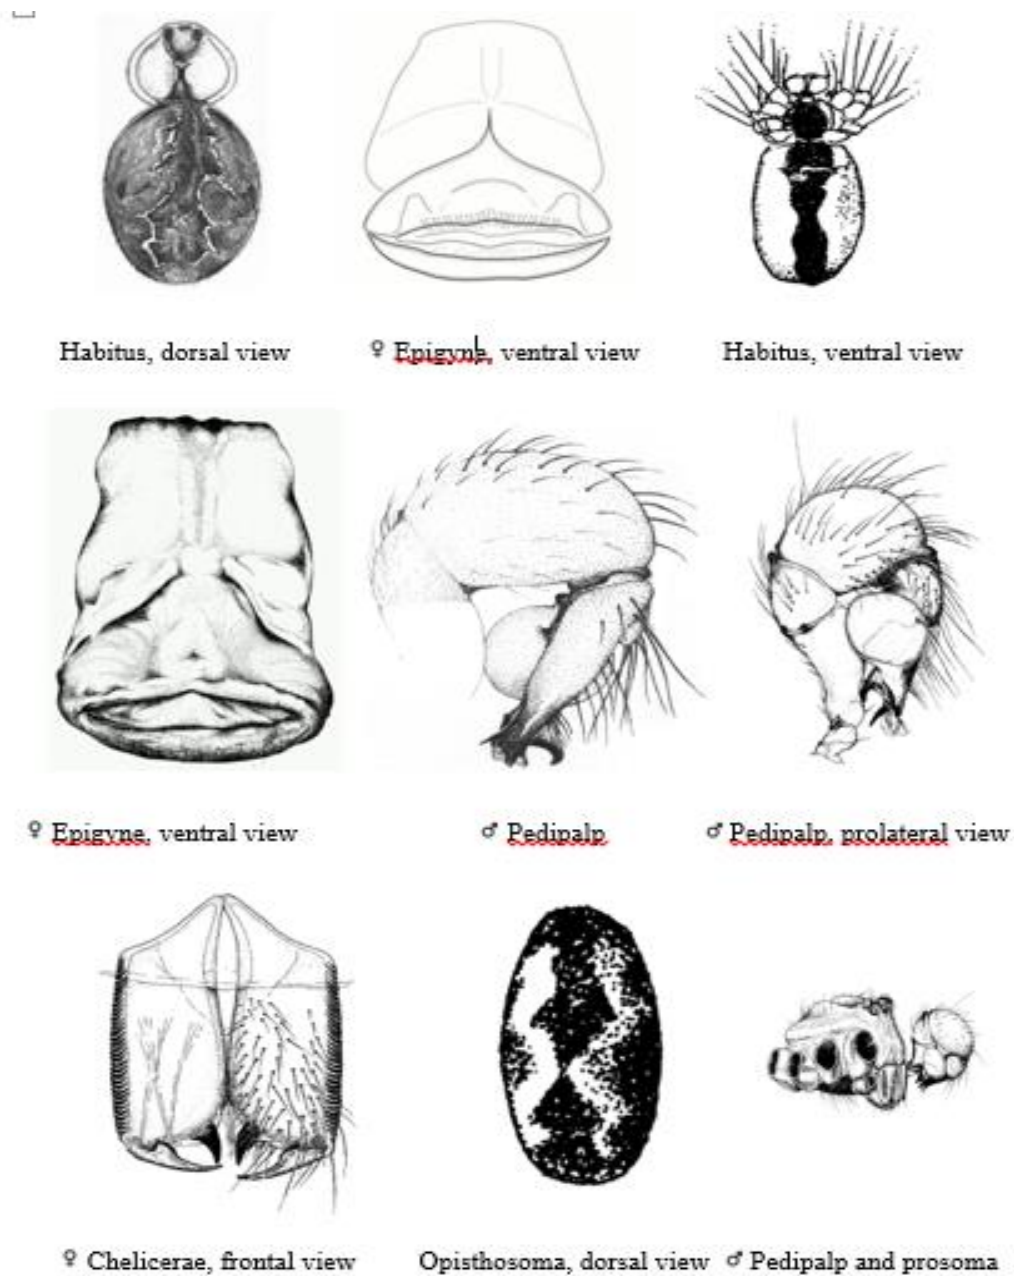 Habitus, dorsal view
♀ Epigyne, ventral view
Habitus, ventral view
♀ Epigyne, ventral view
♂ Pedipalp
♂ Pedipalp, prolateral view
♀ Chelicerae, frontal view
Opisthosoma, dorsal view
♂ Pedipalp and prosoma